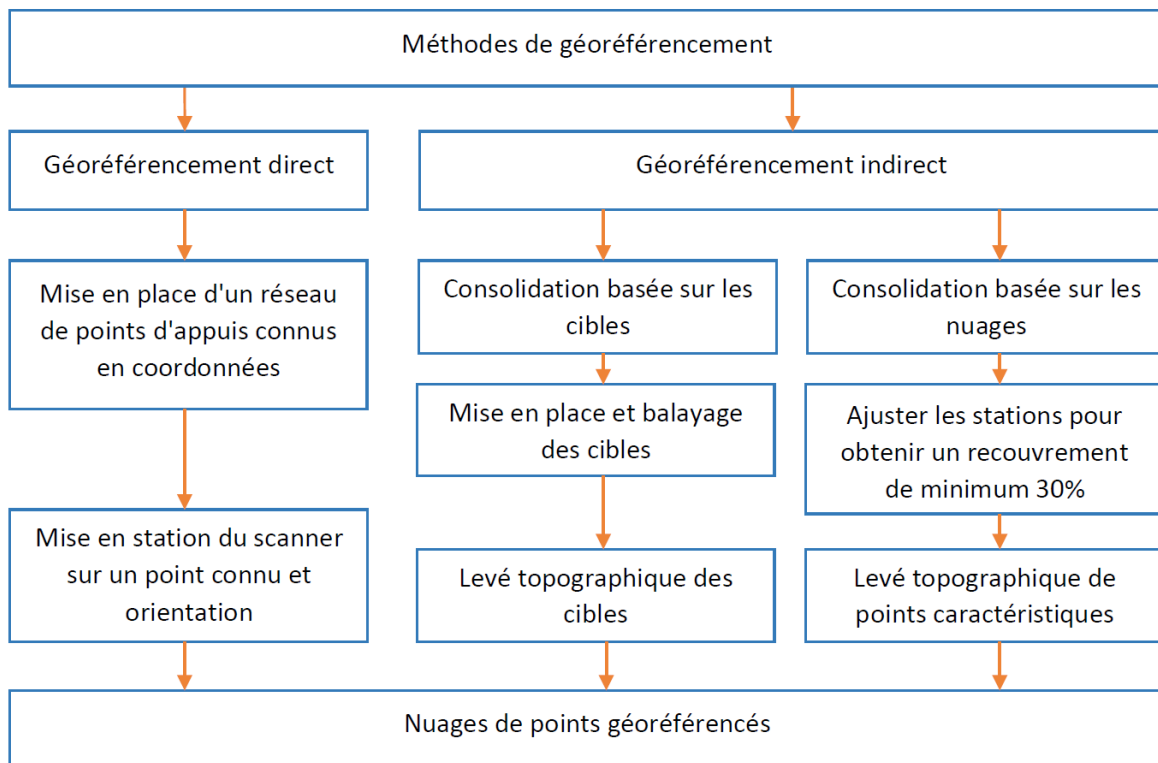 Méthodes de géoréférencement
Géoréférencement direct
Géoréférencement indirect
Mise en place d'un réseau
de points d'appuis connus
en coordonnées
Consolidation basée sur les
cibles
Consolidation basée sur les
nuages
Mise en place et balayage
des cibles
Ajuster les stations pour
obtenir un recouvrement
de minimum 30%
Mise en station du scanner
sur un point connu et
orientation
Levé topographique des
cibles
Levé topographique de
points caractéristiques
Nuages de points géoréférencés